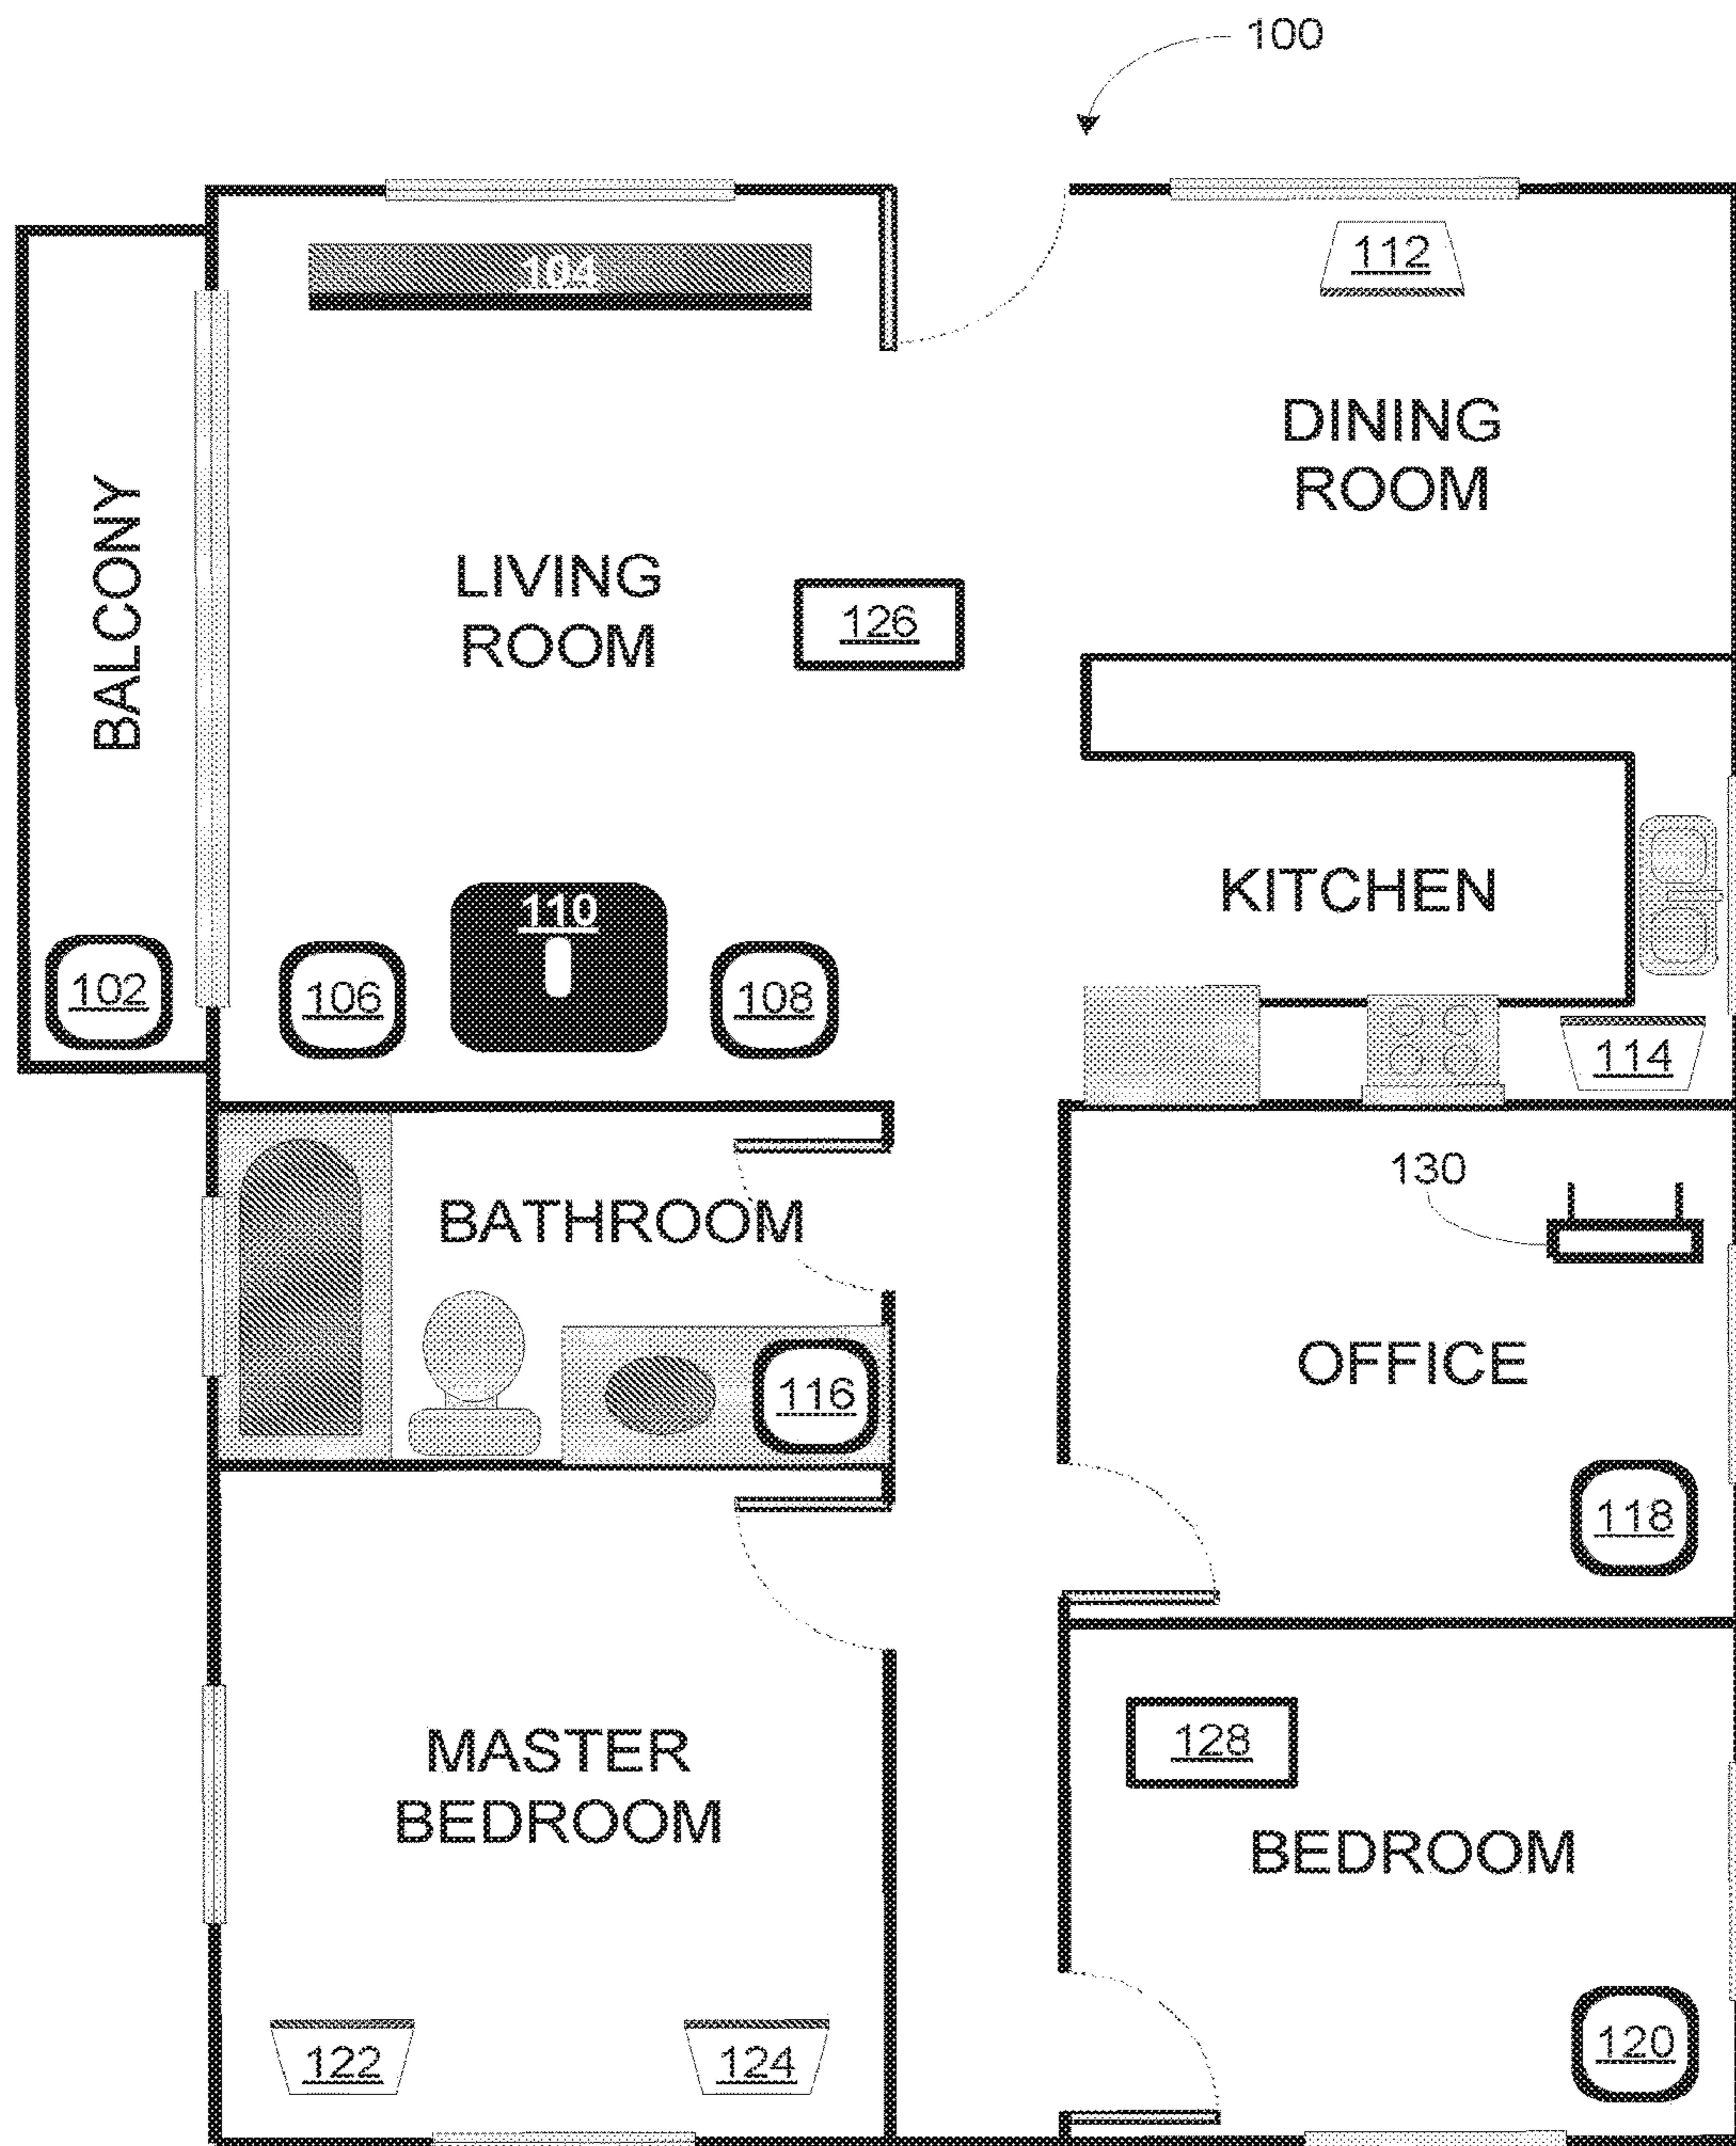 100
104
112
DINING
ROOM
BALCONY
LIVING
ROOM
126
KITCHEN
110
102
106
108
114
130
BATHROOM
OFFICE
116
118
MASTER
BEDROOM
128
BEDROOM
122
124
120